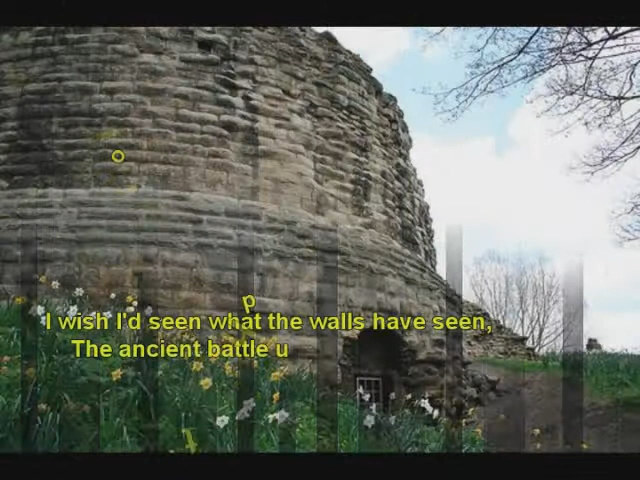 I wish I'd seen what the walls have seen,
The ancient battle u
p
o